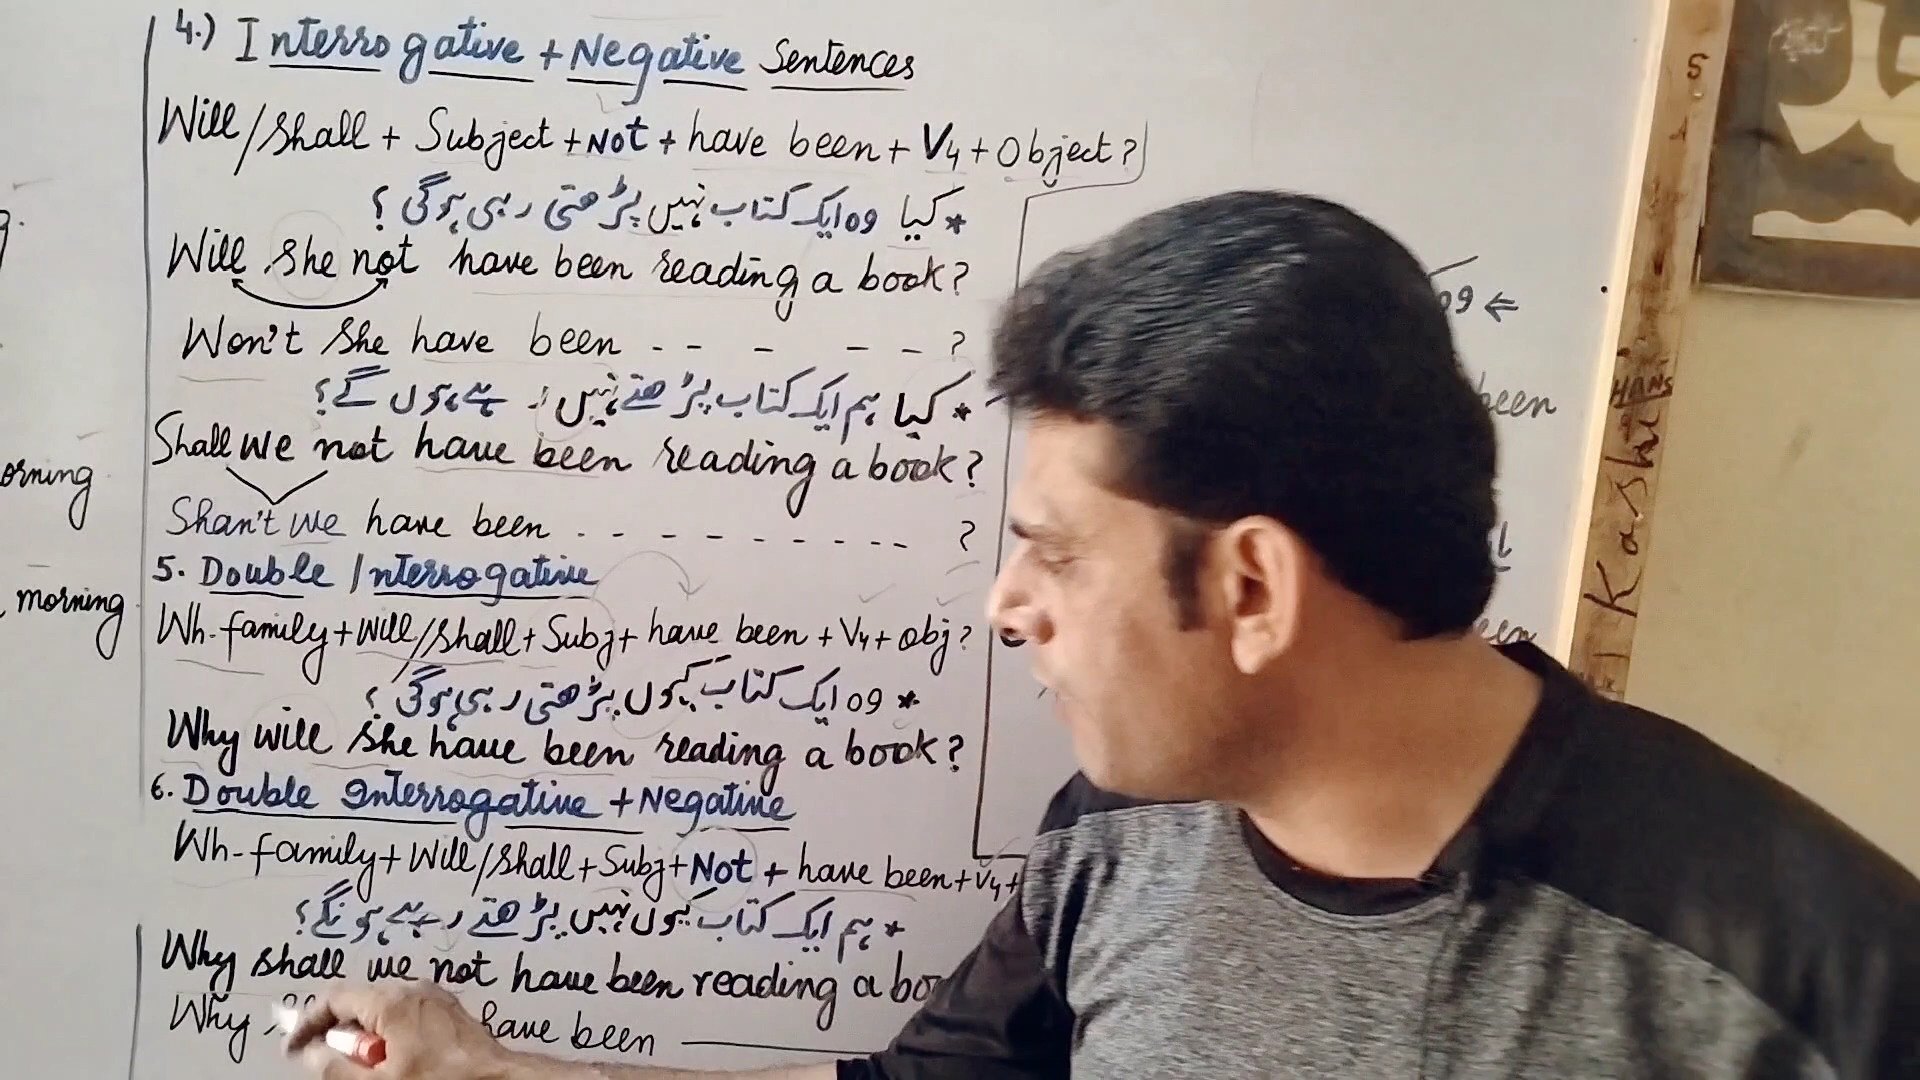 4.) Interrogative + Negative Sentences
Will/shall + Subject + Not + have been + V4 + Object?
* کیا وہ ایک کتاب نہیں پڑھتی رہی ہوگی ؟
Will she not have been reading a book?
Won't she have been - - - - - ?
* کیا ہم ایک کتاب پڑھتے نہیں رہے ہوں گے؟
Shall we not have been reading a book?
Shan't we have been - - - - - - - - - ?
5. Double Interrogative
Wh-family + Will/shall + Subj + have been + V4 + obj?
* وہ ایک کتاب کیوں پڑھتی رہی ہوگی ؟
Why will she have been reading a book?
6. Double Interrogative + Negative
Wh-family + Will/shall + Subj + Not + have been + V4 +
* ہم ایک کتاب کیوں نہیں پڑھتے رہے ہونگے؟
Why shall we not have been reading a
Why have been
orning
morning
been
Kashi